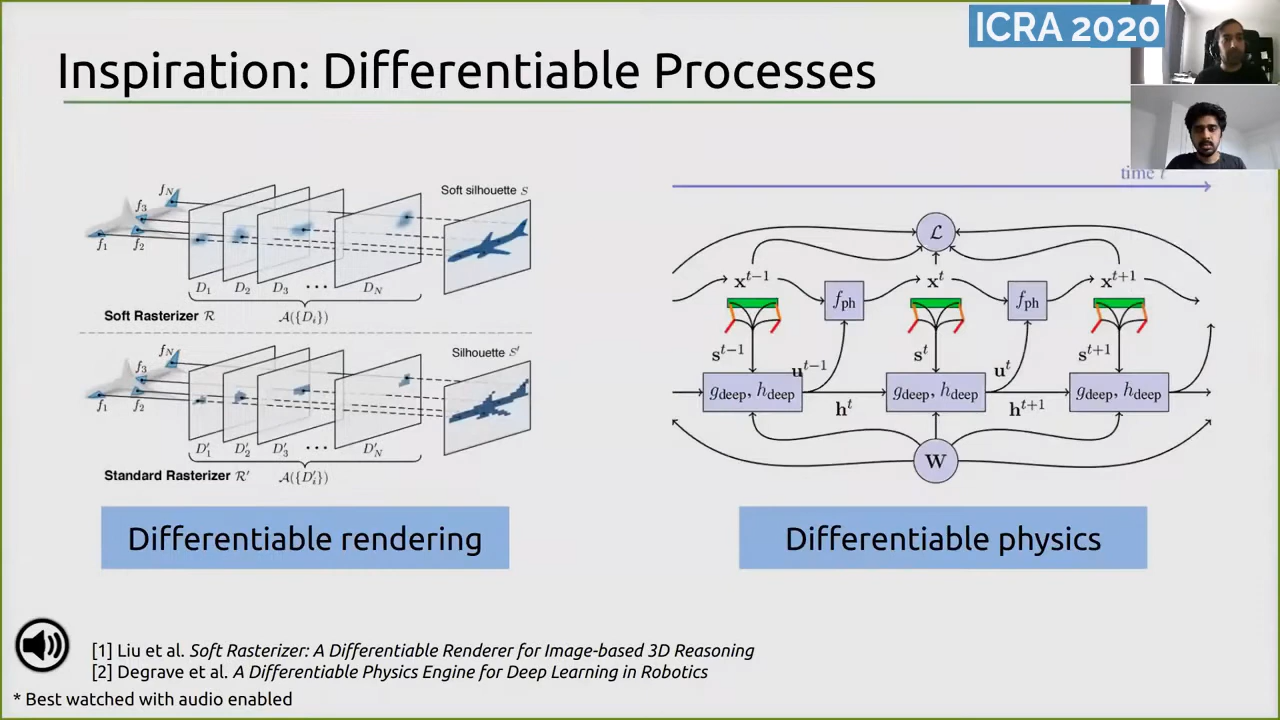 ICRA 2020
Inspiration: Differentiable Processes
f_N
f_3
f_1
f_2
D_1
D_2
D_3
...
D_N
Soft silhouette S
Soft Rasterizer R
A({D_i})
f_N
f_3
f_1
f_2
D'_1
D'_2
D'_3
...
D'_N
Silhouette S'
Standard Rasterizer R'
A({D'_i})
Differentiable rendering
time t
L
x^{t-1}
f_ph
x^t
f_ph
x^{t+1}
s^{t-1}
u^{t-1}
s^t
u^t
s^{t+1}
g_deep, h_deep
h^t
g_deep, h_deep
h^{t+1}
g_deep, h_deep
W
Differentiable physics
[1] Liu et al. Soft Rasterizer: A Differentiable Renderer for Image-based 3D Reasoning
[2] Degrave et al. A Differentiable Physics Engine for Deep Learning in Robotics
* Best watched with audio enabled